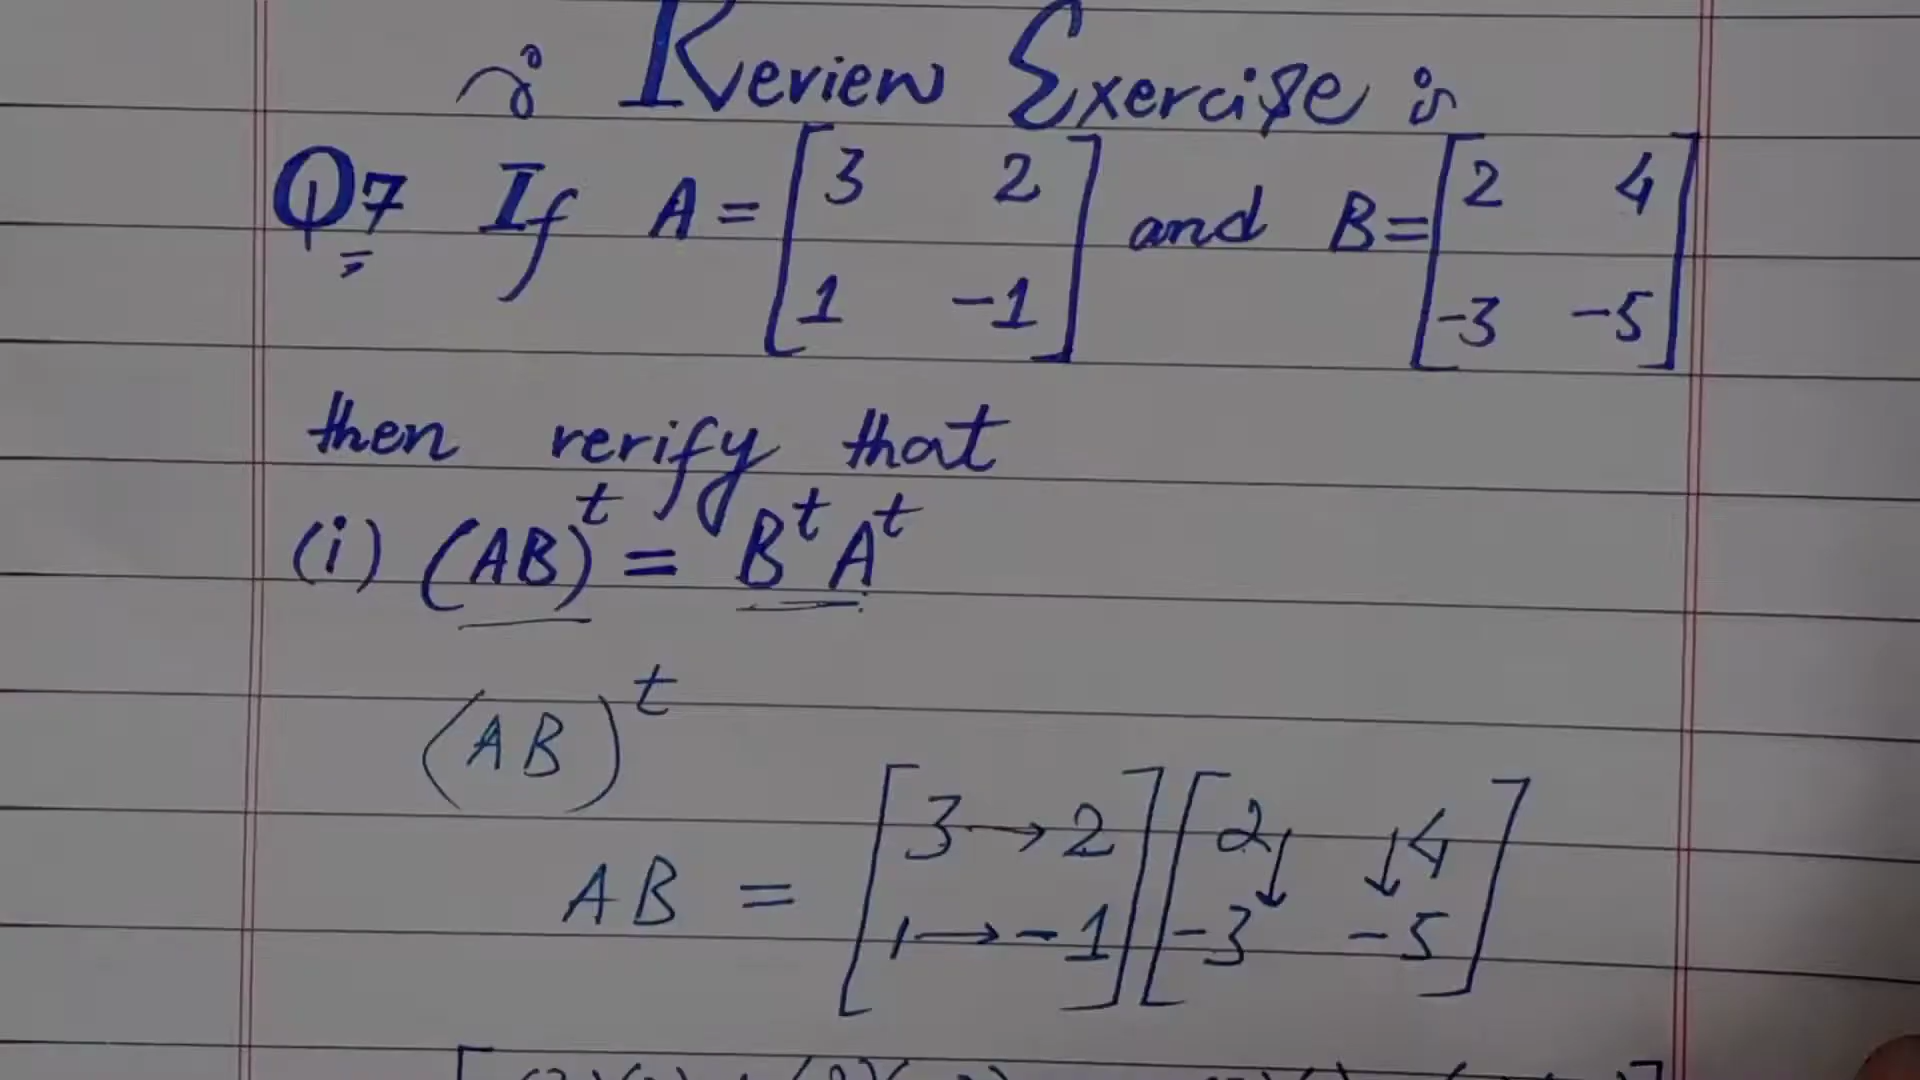 Review Exercise
Q7 If A = [3 2 and B = [2 4
1 -1] -3 -5]
then rerify that
(i) (AB)^t = B^t A^t
(AB)^t
AB = [3 → 2 [2 ↓ ↓ 4
1 → -1] -3 -5]